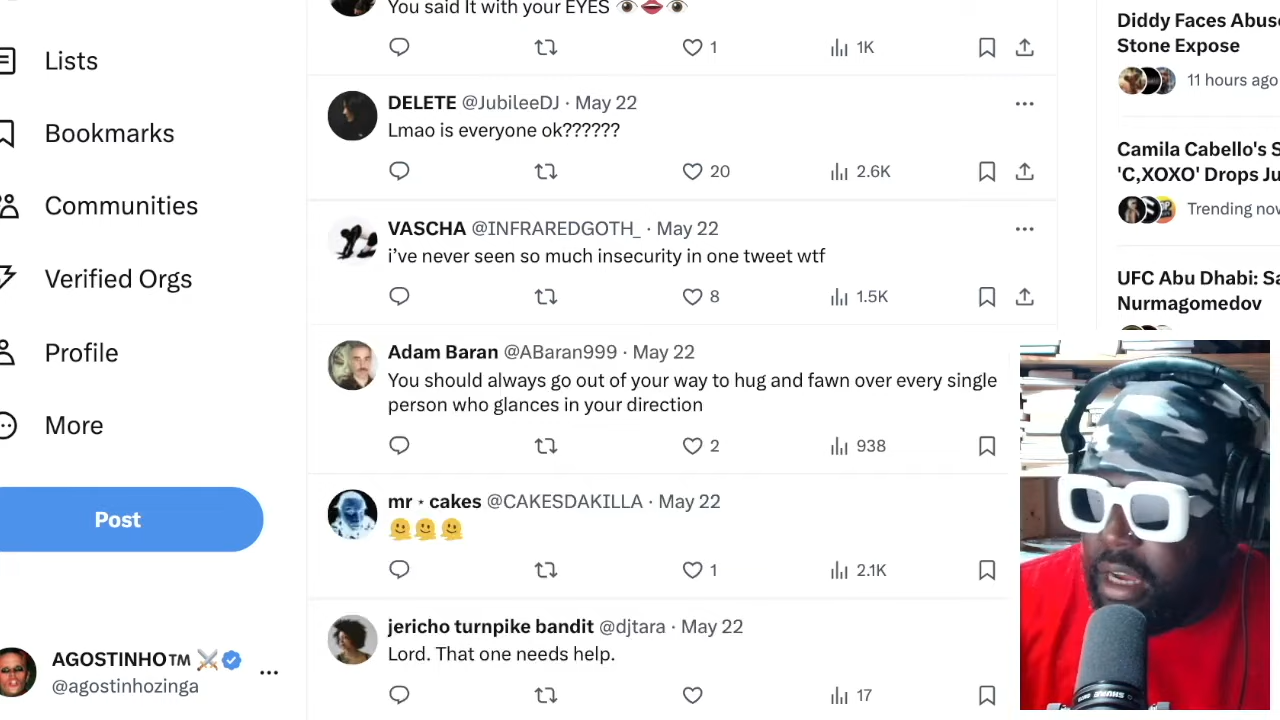 You said It with your EYES 👁️👄👁️
1
1K
DELETE @JubileeDJ · May 22
Lmao is everyone ok??????
20
2.6K
VASCHA @INFRAREDGOTH_ · May 22
i’ve never seen so much insecurity in one tweet wtf
8
1.5K
Adam Baran @ABaran999 · May 22
You should always go out of your way to hug and fawn over every single
person who glances in your direction
2
938
mr ⋆ cakes @CAKESDAKILLA · May 22
🫠🫠🫠
1
2.1K
jericho turnpike bandit @djtara · May 22
Lord. That one needs help.
17
Lists
Bookmarks
Communities
Verified Orgs
Profile
More
Post
AGOSTINHO™ ⚔️
@agostinhozinga
Diddy Faces Abuse
Stone Expose
11 hours ago
Camila Cabello's S
'C,XOXO' Drops Ju
Trending now
UFC Abu Dhabi: Sa
Nurmagomedov
SHURE